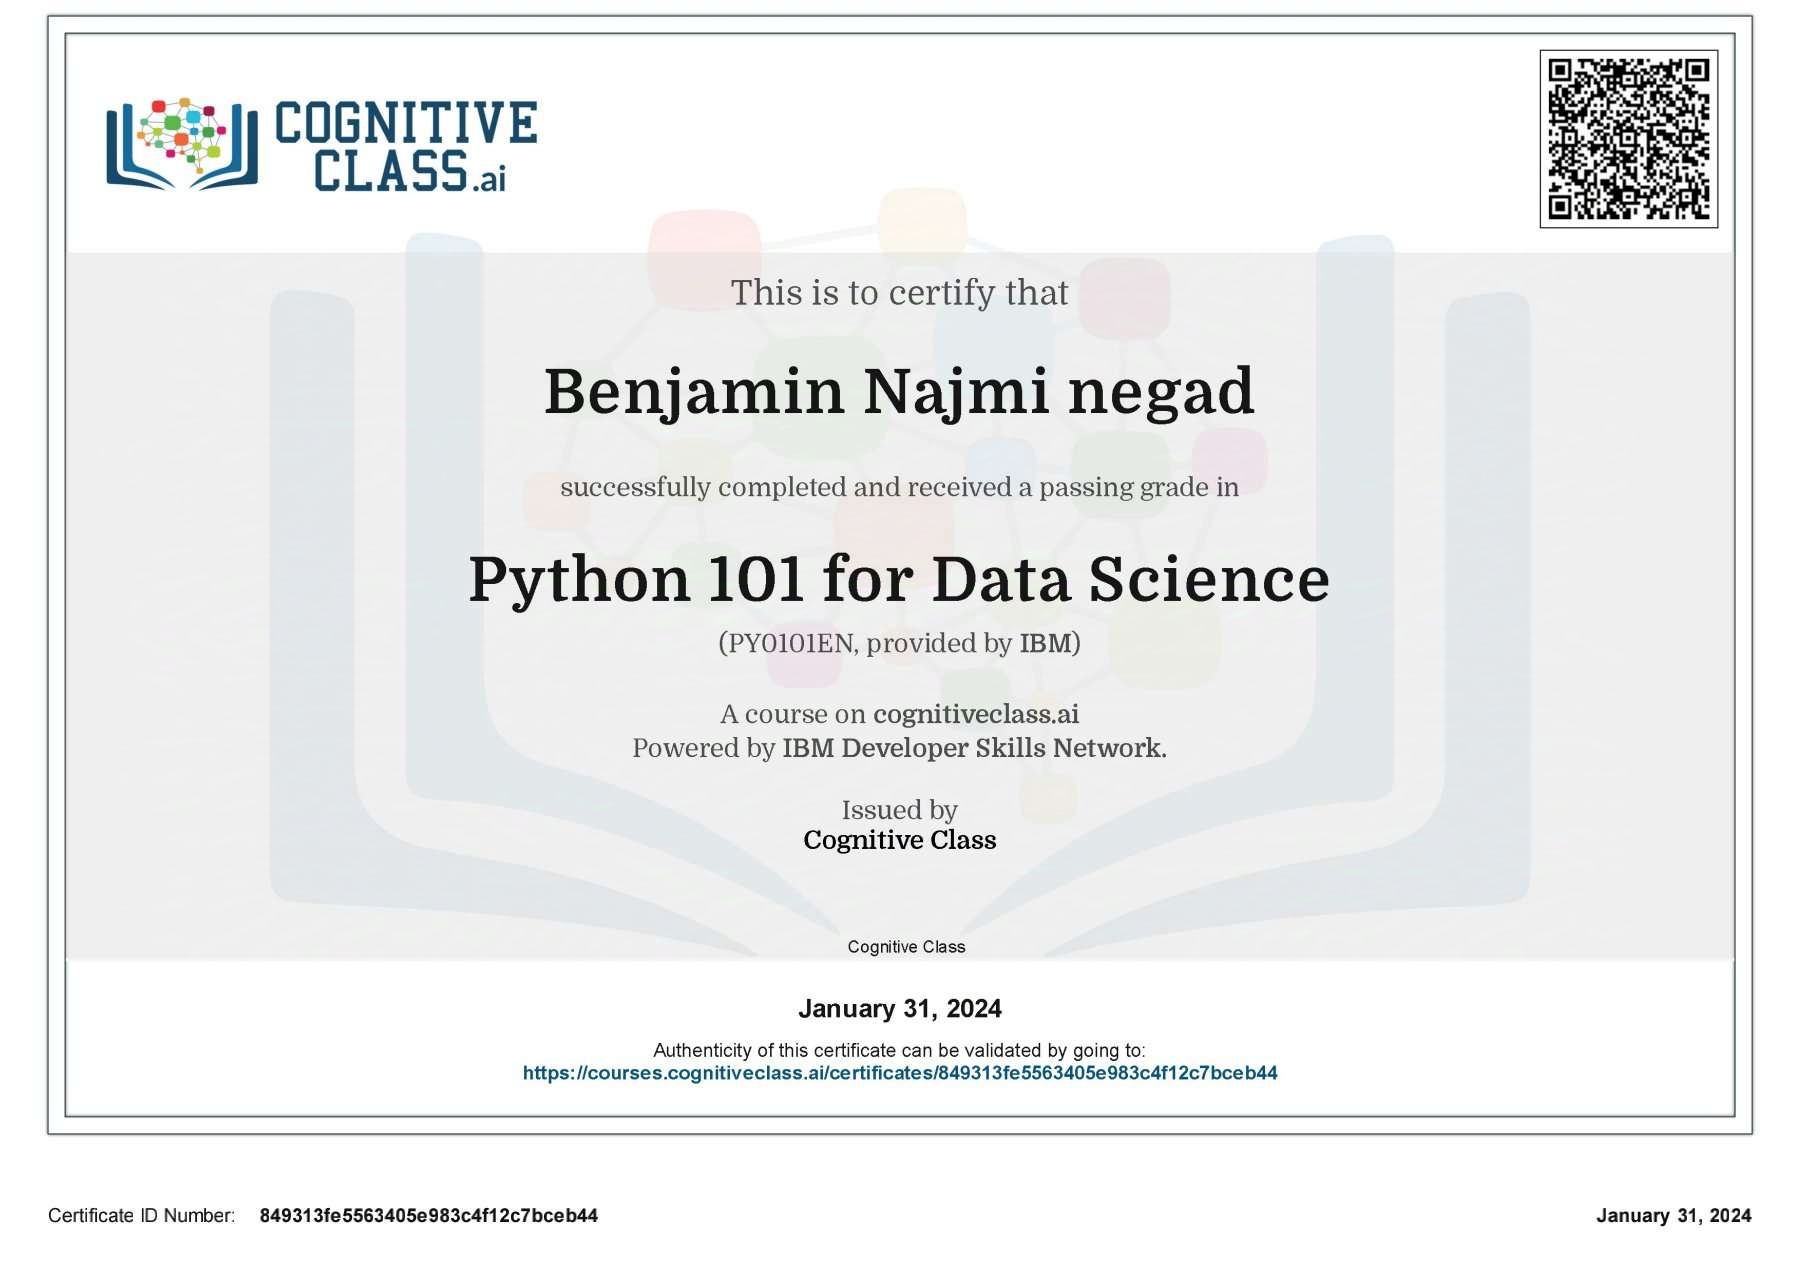 COGNITIVE
CLASS.ai
This is to certify that
Benjamin Najmi negad
successfully completed and received a passing grade in
Python 101 for Data Science
(PY0101EN, provided by IBM)
A course on cognitiveclass.ai
Powered by IBM Developer Skills Network.
Issued by
Cognitive Class
Cognitive Class
January 31, 2024
Authenticity of this certificate can be validated by going to:
https://courses.cognitiveclass.ai/certificates/849313fe5563405e983c4f12c7bceb44
Certificate ID Number: 849313fe5563405e983c4f12c7bceb44
January 31, 2024